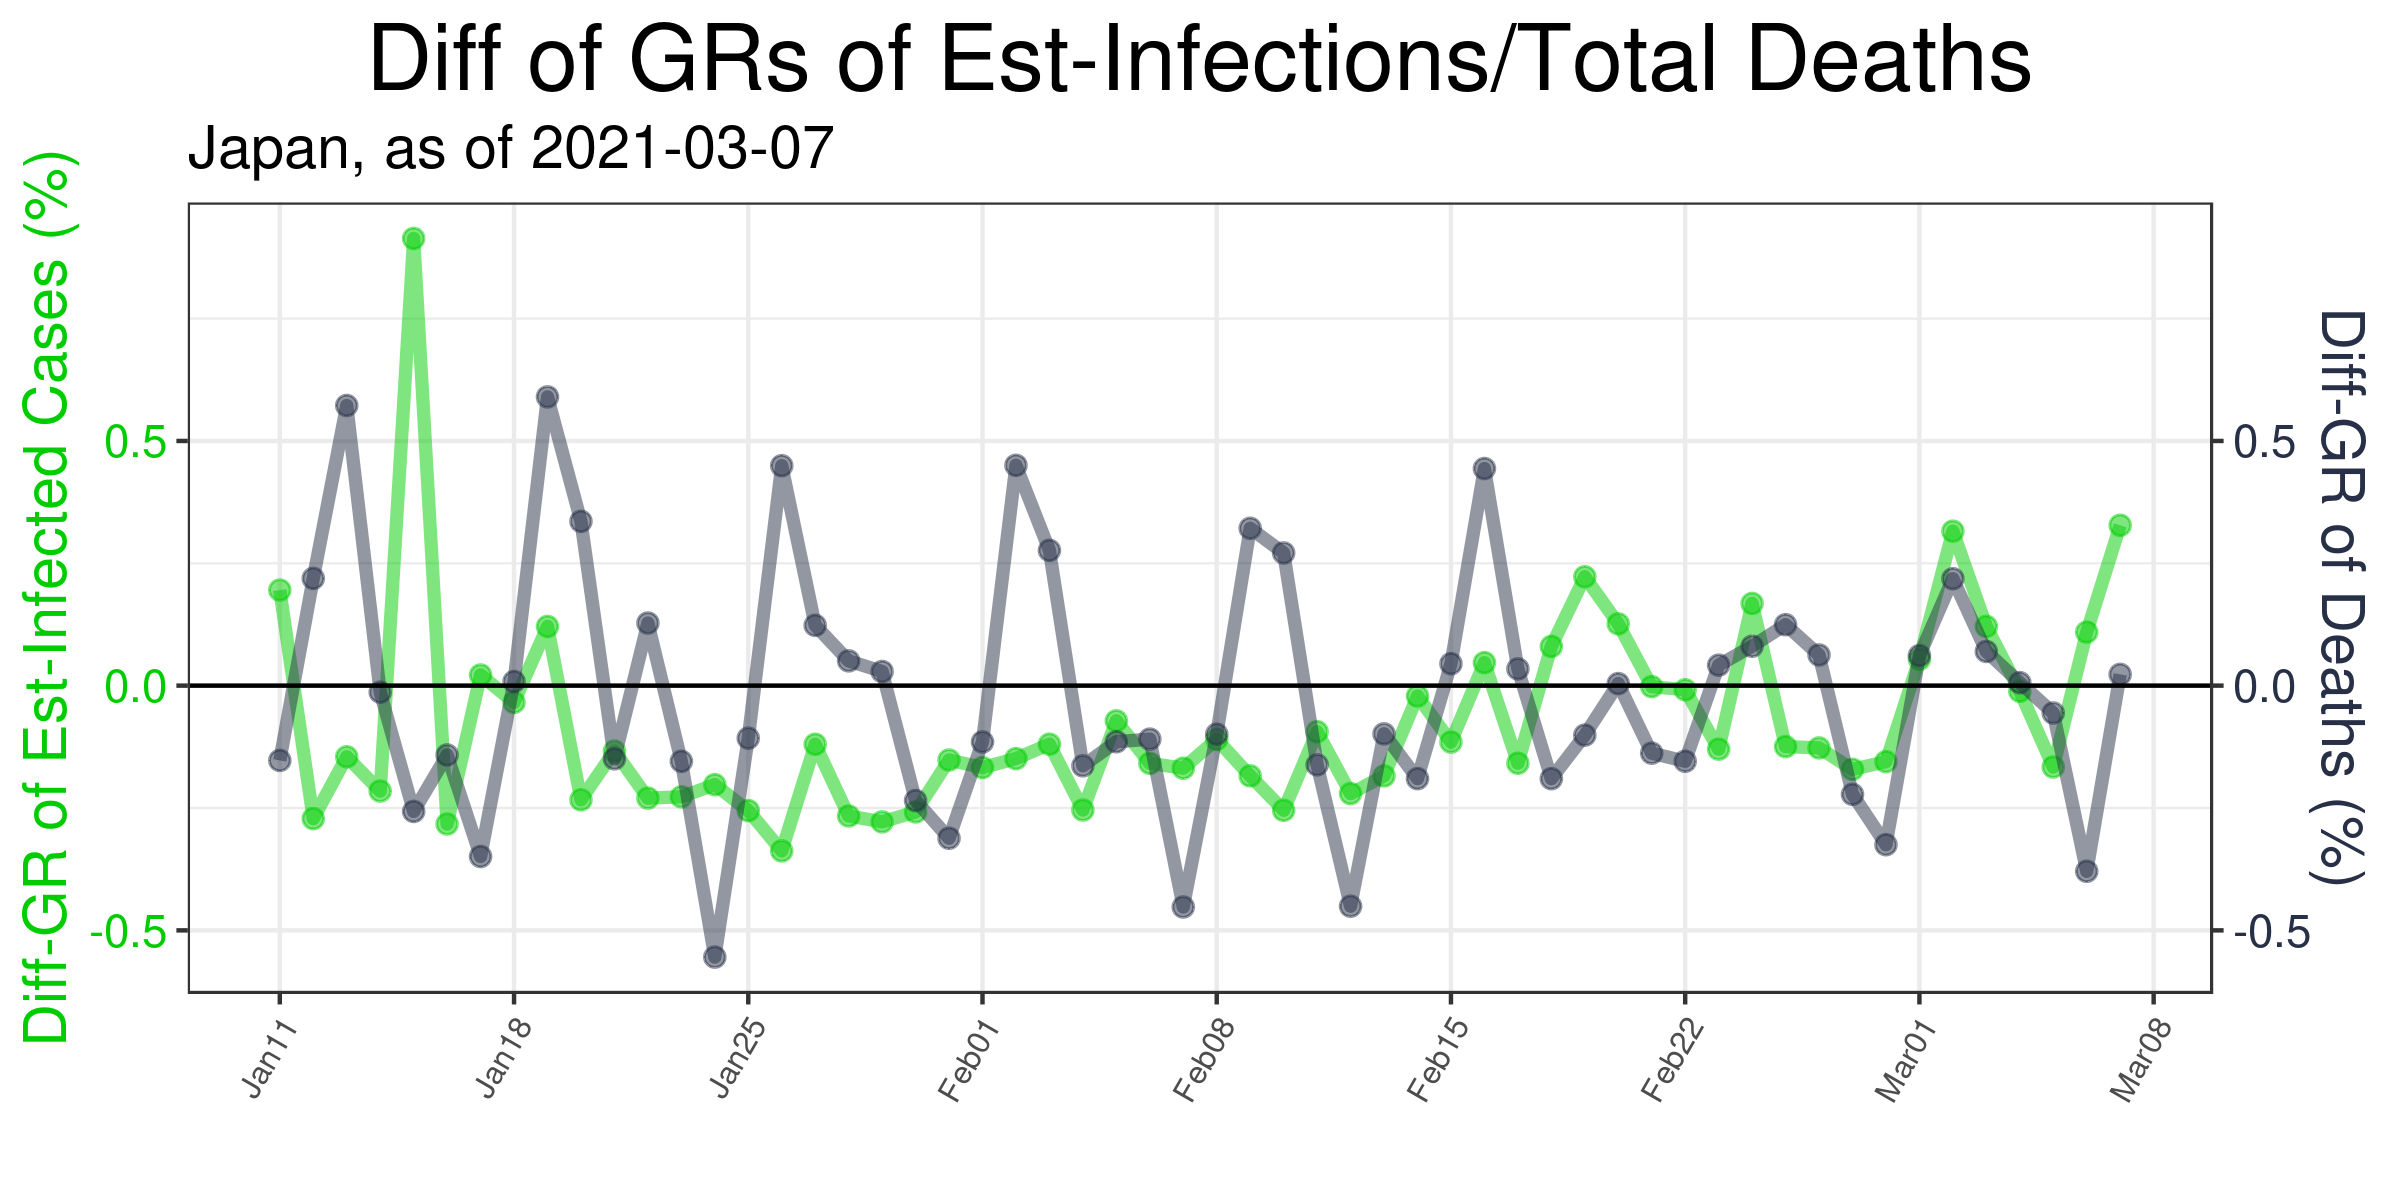 Diff of GRs of Est-Infections/Total Deaths
Japan, as of 2021-03-07
Diff-GR of Est-Infected Cases (%)
0.5
0.0
-0.5
0.5
0.0
-0.5
Diff-GR of Deaths (%)
Jan11
Jan18
Jan25
Feb01
Feb08
Feb15
Feb22
Mar01
Mar08